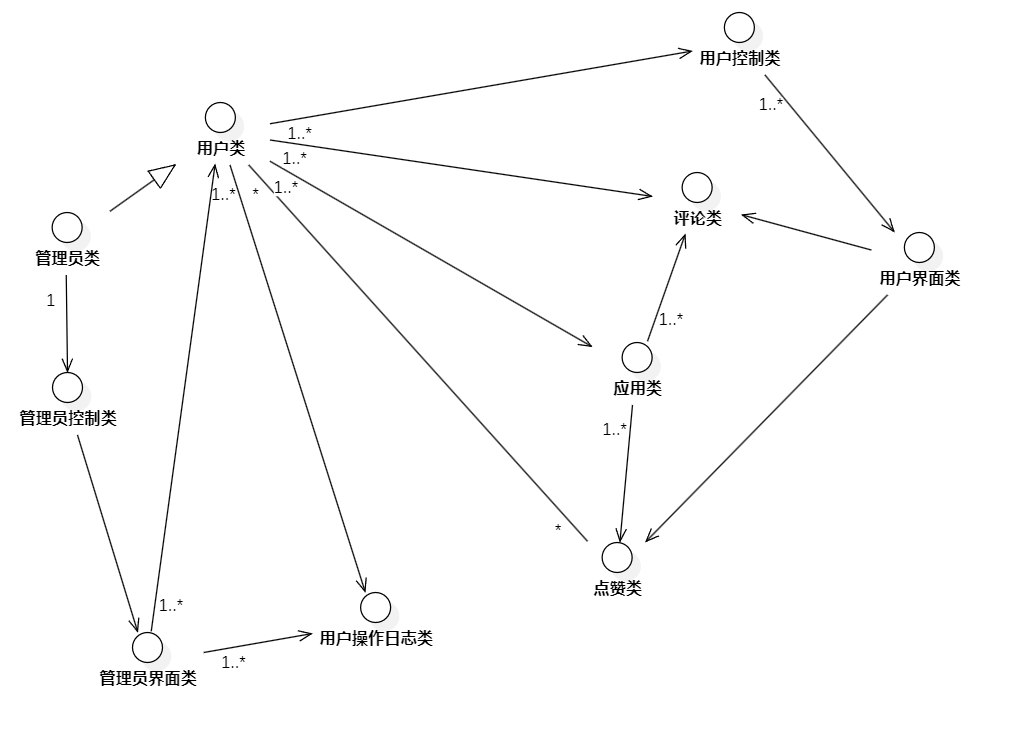 用户控制类
1..*
用户类
1..*
1..*
1..*
1..*
*
评论类
管理员类
用户界面类
1
1..*
应用类
管理员控制类
1..*
*
点赞类
1..*
用户操作日志类
1..*
管理员界面类